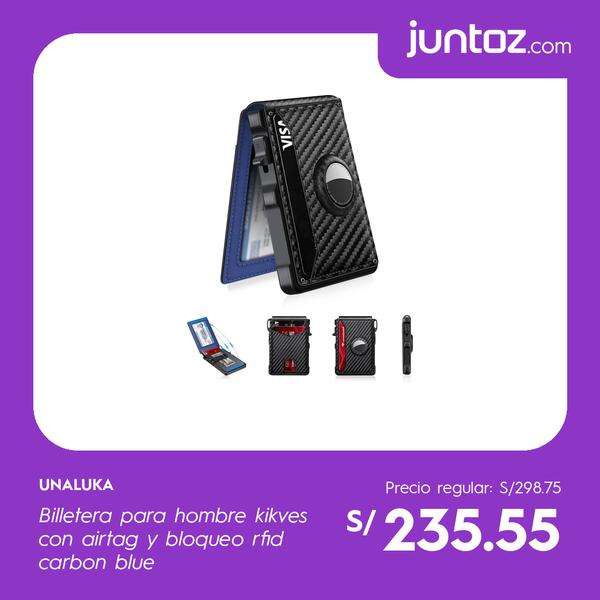 juntoz.com
VISA
UNALUKA
Billetera para hombre kikves
con airtag y bloqueo rfid
carbon blue
Precio regular: S/298.75
S/ 235.55